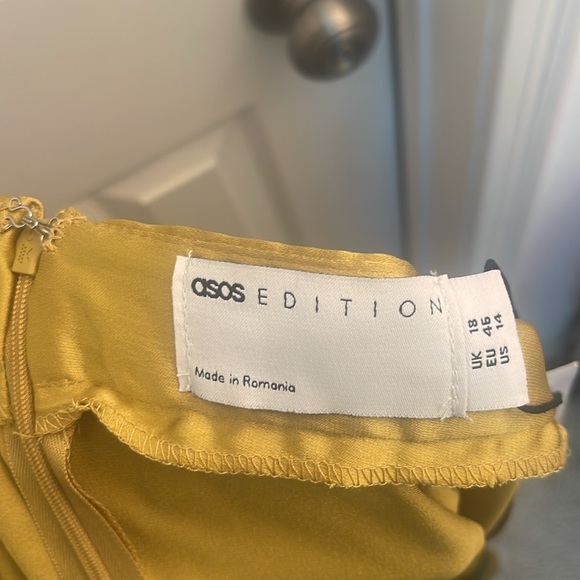 asos EDITION
Made in Romania
UK 18
EU 46
US 14